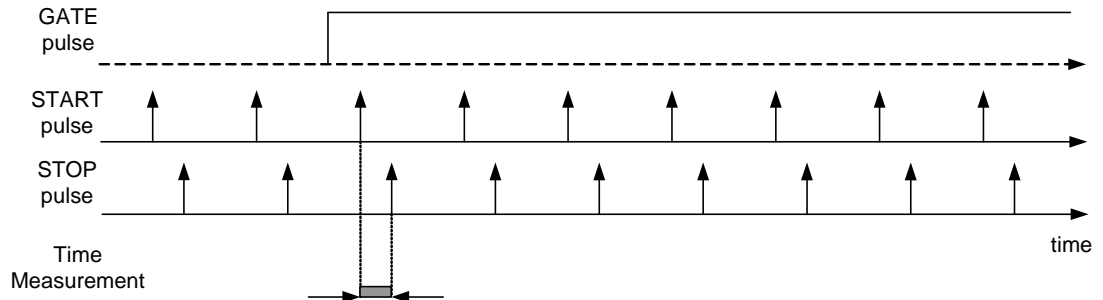 GATE
pulse
START
pulse
STOP
pulse
time
Time
Measurement